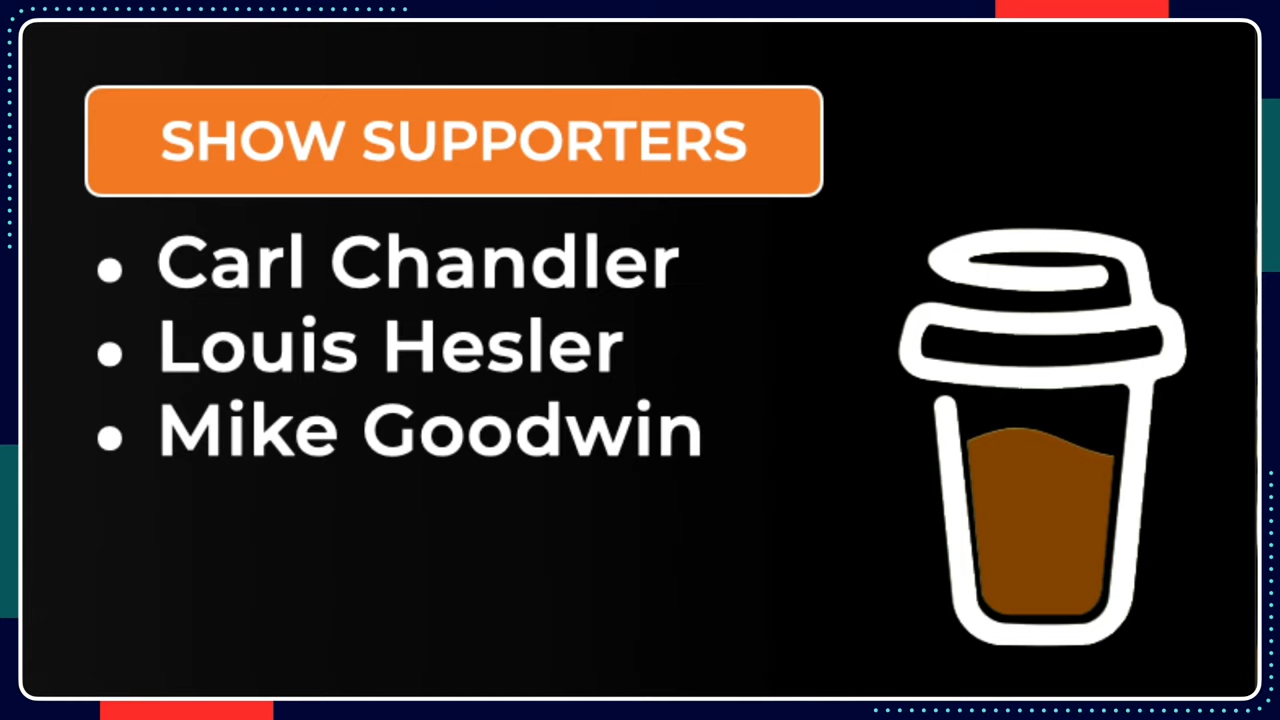 SHOW SUPPORTERS
• Carl Chandler
• Louis Hesler
• Mike Goodwin